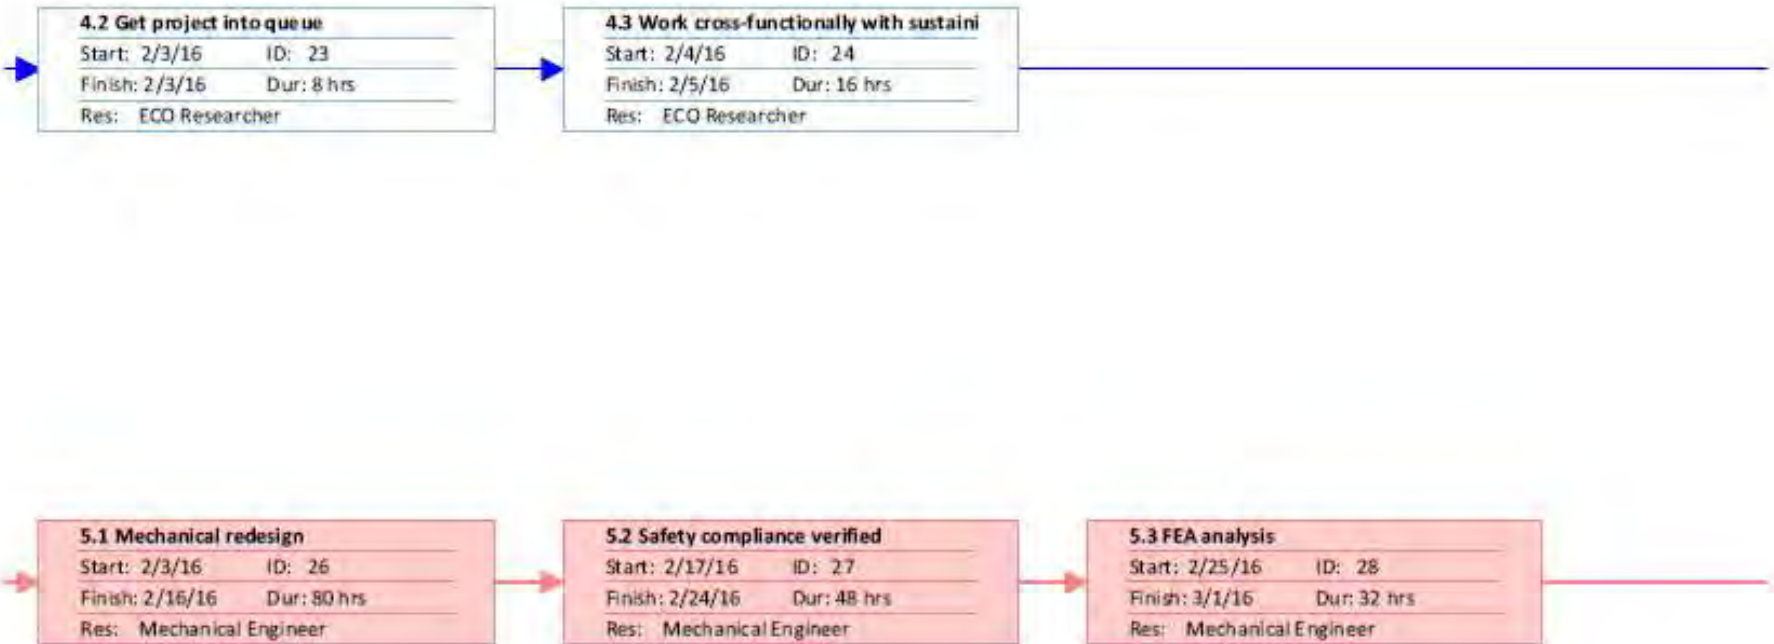 4.2 Get project into queue
Start: 2/3/16 ID: 23
Finish: 2/3/16 Dur: 8 hrs
Res: ECO Researcher
4.3 Work cross-functionally with sustaini
Start: 2/4/16 ID: 24
Finish: 2/5/16 Dur: 16 hrs
Res: ECO Researcher
5.1 Mechanical redesign
Start: 2/3/16 ID: 26
Finish: 2/16/16 Dur: 80 hrs
Res: Mechanical Engineer
5.2 Safety compliance verified
Start: 2/17/16 ID: 27
Finish: 2/24/16 Dur: 48 hrs
Res: Mechanical Engineer
5.3 FEA analysis
Start: 2/25/16 ID: 28
Finish: 3/1/16 Dur: 32 hrs
Res: Mechanical Engineer